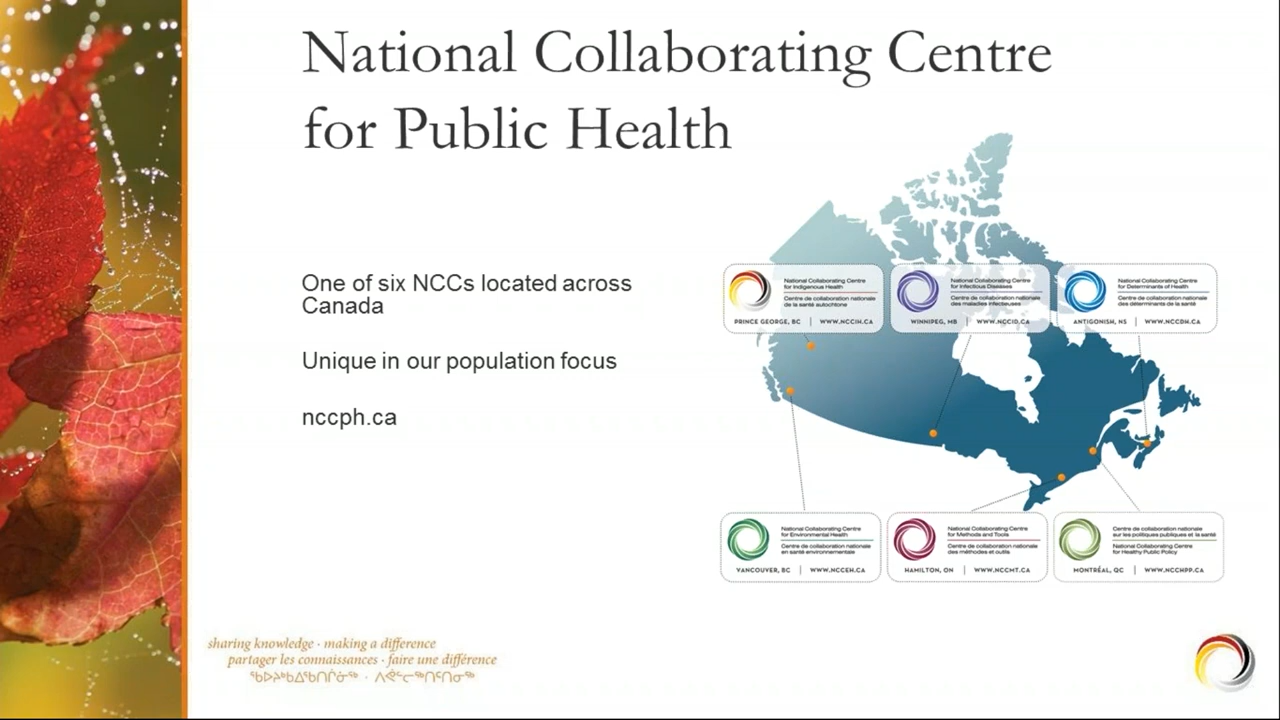 National Collaborating Centre
for Public Health
One of six NCCs located across
Canada
Unique in our population focus
nccph.ca
National Collaborating Centre
for Indigenous Health
Centre de collaboration nationale
de la santé autochtone
PRINCE GEORGE, BC | WWW.NCCIH.CA
National Collaborating Centre
for Infectious Diseases
Centre de collaboration nationale
des maladies infectieuses
WINNIPEG, MB | WWW.NCCID.CA
National Collaborating Centre
for Determinants of Health
Centre de collaboration nationale
des déterminants de la santé
ANTIGONISH, NS | WWW.NCCDH.CA
National Collaborating Centre
for Environmental Health
Centre de collaboration nationale
en santé environnementale
VANCOUVER, BC | WWW.NCCEH.CA
National Collaborating Centre
for Methods and Tools
Centre de collaboration nationale
des méthodes et outils
HAMILTON, ON | WWW.NCCMT.CA
Centre de collaboration nationale
sur les politiques publiques et la santé
National Collaborating Centre
for Healthy Public Policy
MONTRÉAL, QC | WWW.NCCHPP.CA
sharing knowledge · making a difference
partager les connaissances · faire une différence
ᖃᐅᔨᒃᑲᐃᖃᑎᒌᓃᖅ · ᐱᕚᓪᓕᖅᑎᑦᑎᓂᖅ